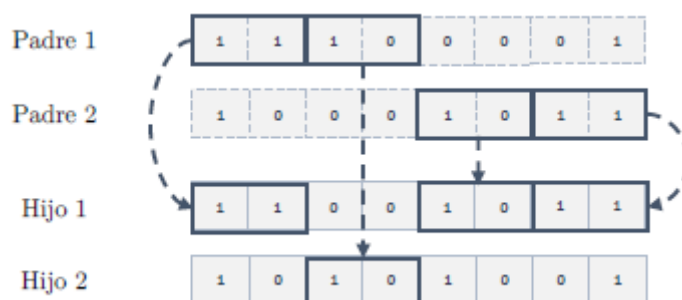 Padre 1 1 1 1 0 0 0 0 1
Padre 2 1 0 0 0 1 0 1 1
Hijo 1 1 1 0 0 1 0 1 1
Hijo 2 1 0 1 0 1 0 0 1